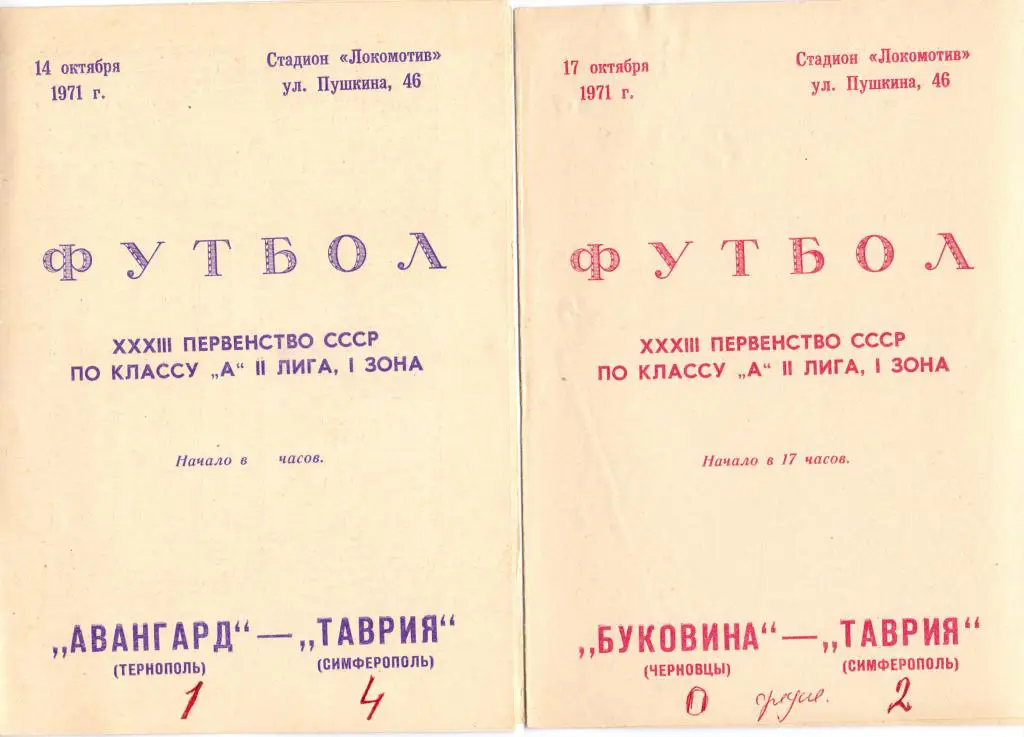 14 октября
1971 г.
Стадион «Локомотив»
ул. Пушкина, 46
ФУТБОЛ
XXXIII ПЕРВЕНСТВО СССР
ПО КЛАССУ „А“ II ЛИГА, I ЗОНА
Начало в часов.
„АВАНГАРД“ — „ТАВРИЯ“
(ТЕРНОПОЛЬ) (СИМФЕРОПОЛЬ)
1 4
17 октября
1971 г.
Стадион «Локомотив»
ул. Пушкина, 46
ФУТБОЛ
XXXIII ПЕРВЕНСТВО СССР
ПО КЛАССУ „А“ II ЛИГА, I ЗОНА
Начало в 17 часов.
„БУКОВИНА“ — „ТАВРИЯ“
(ЧЕРНОВЦЫ) (СИМФЕРОПОЛЬ)
0 2